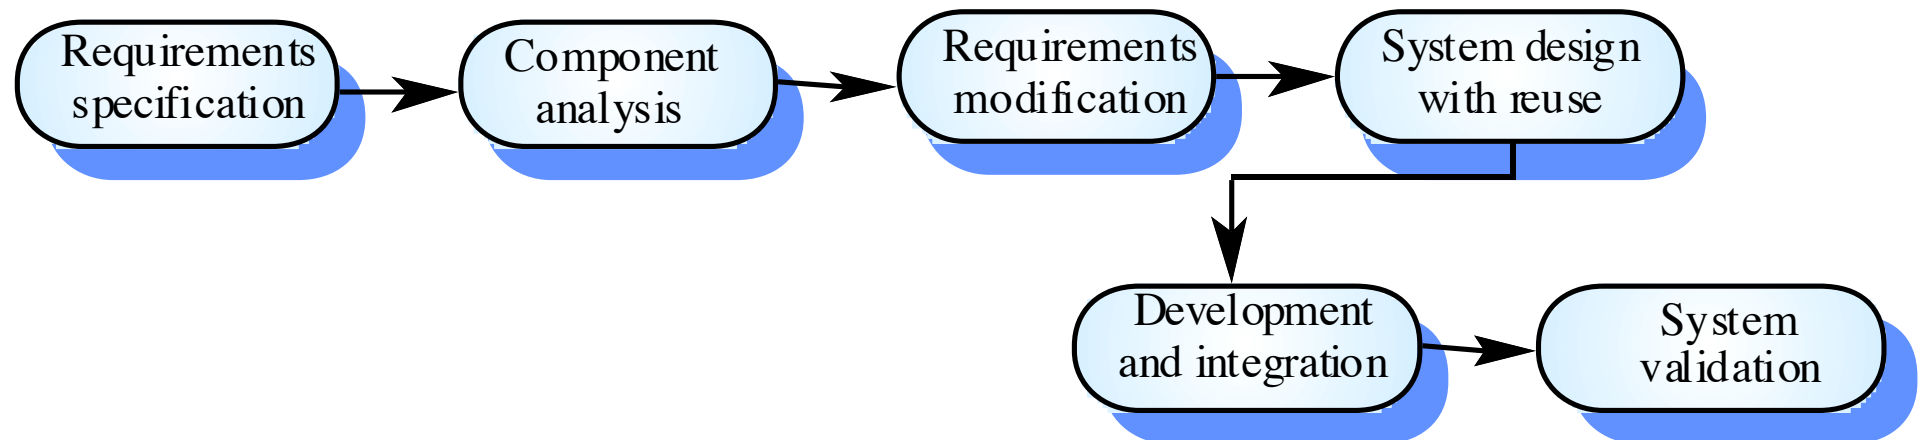 Requirements
specification
Component
analysis
Requirements
modification
System design
with reuse
Development
and integration
System
validation